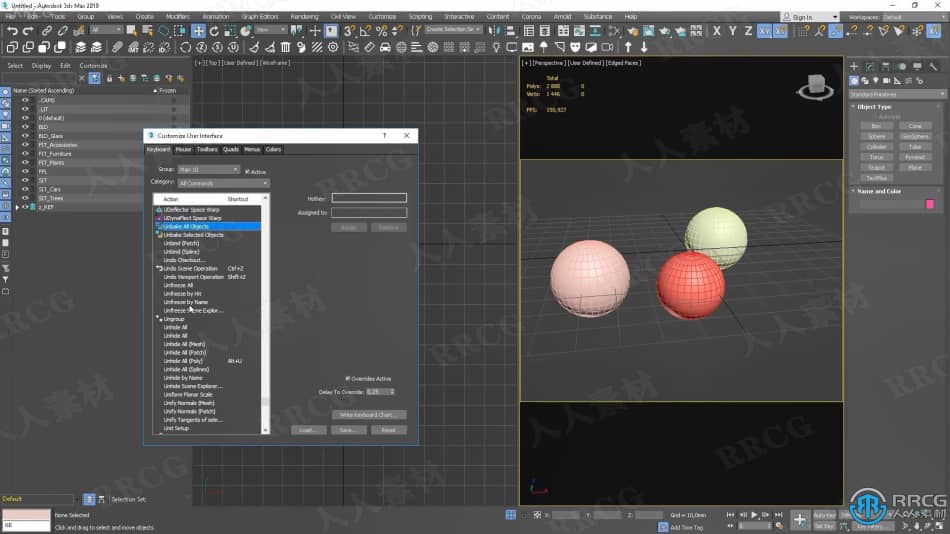 Untitled - Autodesk 3ds Max 2019
File Edit Tools Group Views Create Modifiers Animation Graph Editors Rendering Civil View Customize Scripting Interactive Content Corona Arnold Substance Help
Sign In
Workspaces: Default
All
View
Create Selection Se
X Y Z XY
Select Display Edit Customize
Name (Sorted Ascending) Frozen
0 (default)
BLD
BLD_Glass
FIT_Accessories
FIT_Furniture
FIT_Plants
PPL
SIT
SIT_Cars
SIT_Trees
z_REF
[+] [Top] [User Defined] [Wireframe]
[+] [Perspective] [User Defined] [Edged Faces]
Total
Polys: 2 880 0
Verts: 1 446 0
FPS:
Standard Primitives
Object Type
AutoGrid
Box Cone
Sphere GeoSphere
Cylinder Tube
Torus Pyramid
Teapot Plane
TextPlus
Name and Color
Customize User Interface
? ×
Keyboard Mouse Toolbars Quads Menus Colors
Group: Main UI Active
Category: All Commands
Action Shortcut
UDeflector Space Warp
UDynaflect Space Warp
Unbake All Objects
Unbake Selected Objects
Unbind (Patch)
Unbind (Spline)
Undo Checkout...
Undo Scene Operation Ctrl+Z
Undo Viewport Operation Shift+Z
Unfreeze All
Unfreeze by Hit
Unfreeze by Name
Unfreeze Scene Explor...
Ungroup
Unhide All
Unhide All
Unhide All (Mesh)
Unhide All (Patch)
Unhide All (Poly) Alt+U
Unhide All (Splines)
Unhide by Name
Unhide Scene Explorer...
Uniform Planar Scale
Unify Normals (Mesh)
Unify Normals (Patch)
Unify Tangents of sele...
Unit Setup
Hotkey:
Assigned to:
Assign Remove
Overrides Active
Delay To Override: 0,25
Write Keyboard Chart...
Load... Save... Reset
Default
Selection Set:
None Selected
Click and drag to select and move objects
X: Y: Z:
Grid = 10,0mm
Add Time Tag
Auto Key
Set Key
Key Filters...
RRCG
人人素材